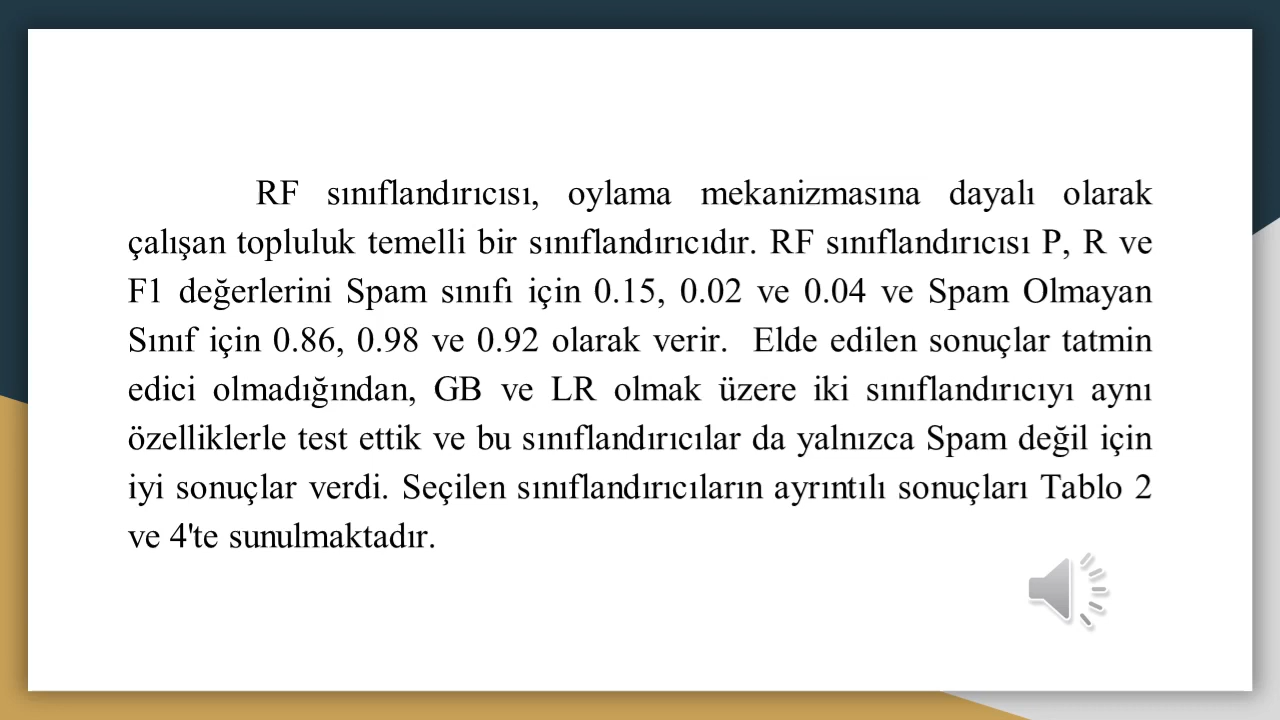 RF sınıflandırıcısı, oylama mekanizmasına dayalı olarak
çalışan topluluk temelli bir sınıflandırıcıdır. RF sınıflandırıcısı P, R ve
F1 değerlerini Spam sınıfı için 0.15, 0.02 ve 0.04 ve Spam Olmayan
Sınıf için 0.86, 0.98 ve 0.92 olarak verir. Elde edilen sonuçlar tatmin
edici olmadığından, GB ve LR olmak üzere iki sınıflandırıcıyı aynı
özelliklerle test ettik ve bu sınıflandırıcılar da yalnızca Spam değil için
iyi sonuçlar verdi. Seçilen sınıflandırıcıların ayrıntılı sonuçları Tablo 2
ve 4'te sunulmaktadır.